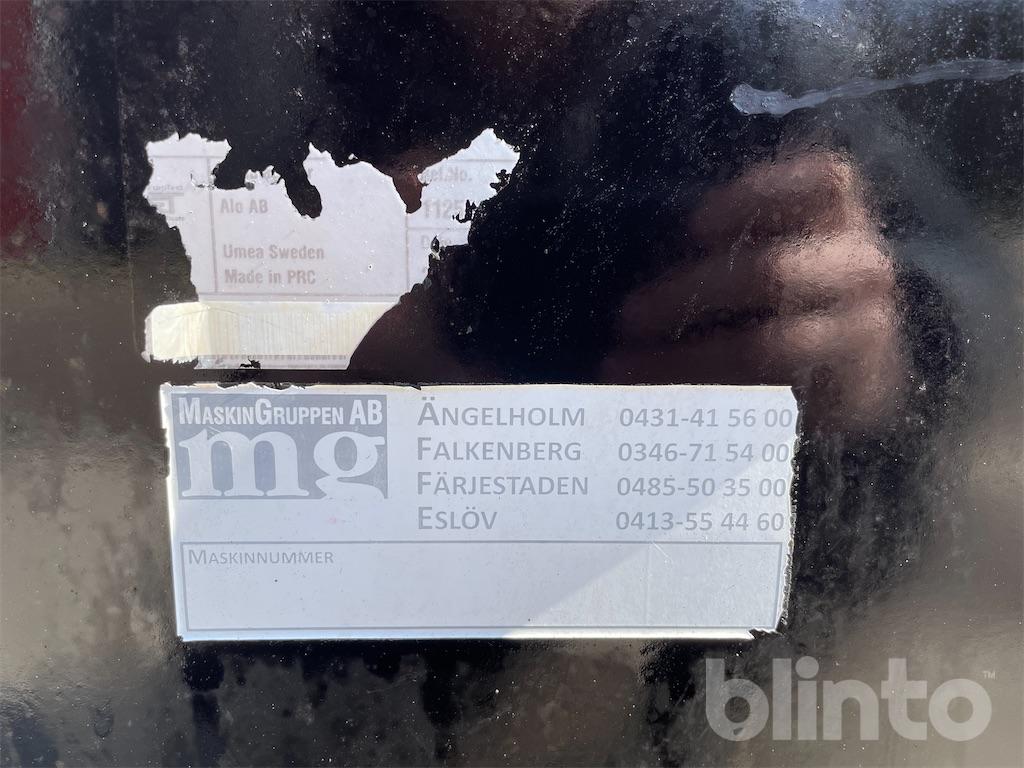 Alo AB
Umea Sweden
Made in PRC
MASKINGRUPPEN AB
mg
ÄNGELHOLM 0431-41 56 00
FALKENBERG 0346-71 54 00
FÄRJESTADEN 0485-50 35 00
ESLÖV 0413-55 44 60
MASKINNUMMER
blinto™